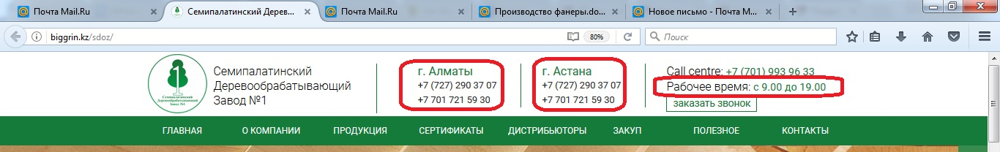 Почта Mail.Ru
Семипалатинский Дерев...
Почта Mail.Ru
Производство фанеры.do...
Новое письмо - Почта M...
biggrin.kz/sdoz/
80%
Поиск
1
Семипалатинский
Деревообрабатывающий
Завод №1
Семипалатинский
Деревообрабатывающий
Завод №1
г. Алматы
+7 (727) 290 37 07
+7 701 721 59 30
г. Астана
+7 (727) 290 37 07
+7 701 721 59 30
Call centre: +7 (701) 993 96 33
Рабочее время: с 9.00 до 19.00
заказать звонок
ГЛАВНАЯ О КОМПАНИИ ПРОДУКЦИЯ СЕРТИФИКАТЫ ДИСТРИБЬЮТОРЫ ЗАКУП ПОЛЕЗНОЕ КОНТАКТЫ